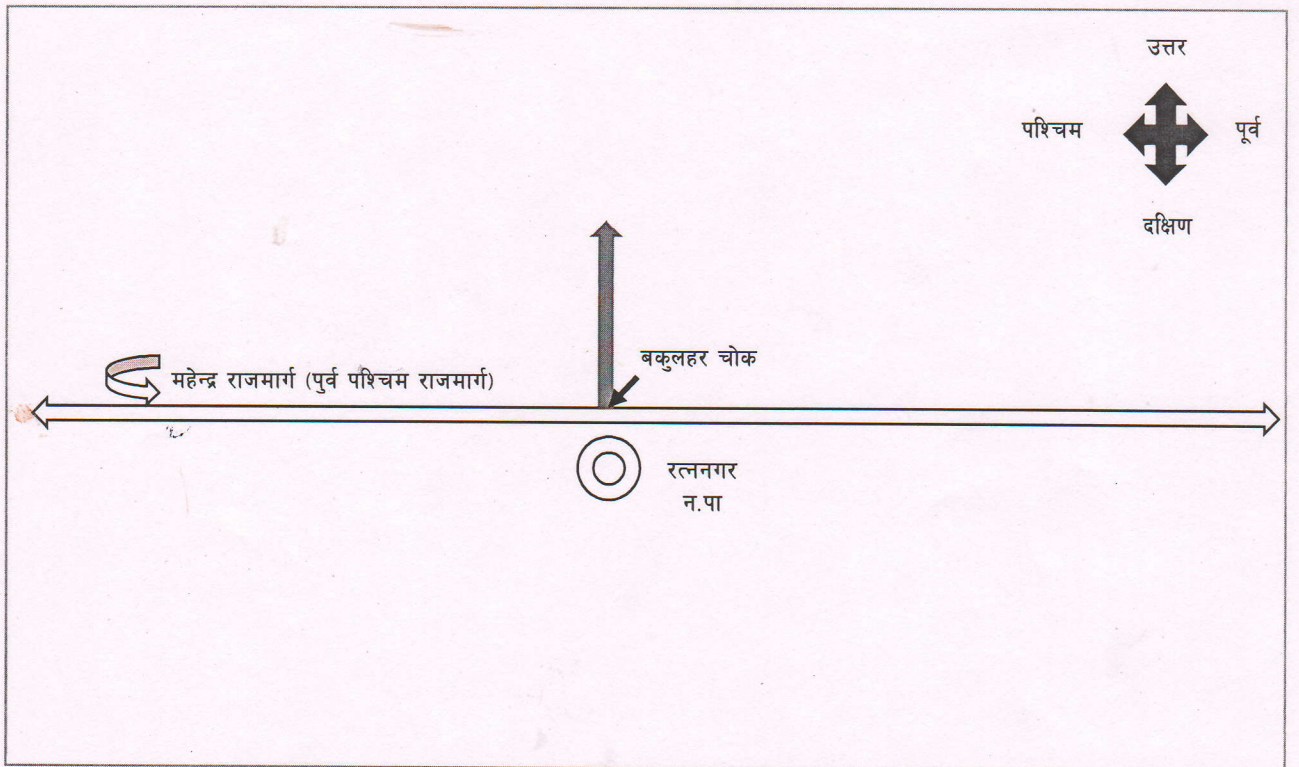 उत्तर
पश्चिम
पूर्व
दक्षिण
बकुलहर चोक
महेन्द्र राजमार्ग (पुर्व पश्चिम राजमार्ग)
रत्ननगर
न.पा